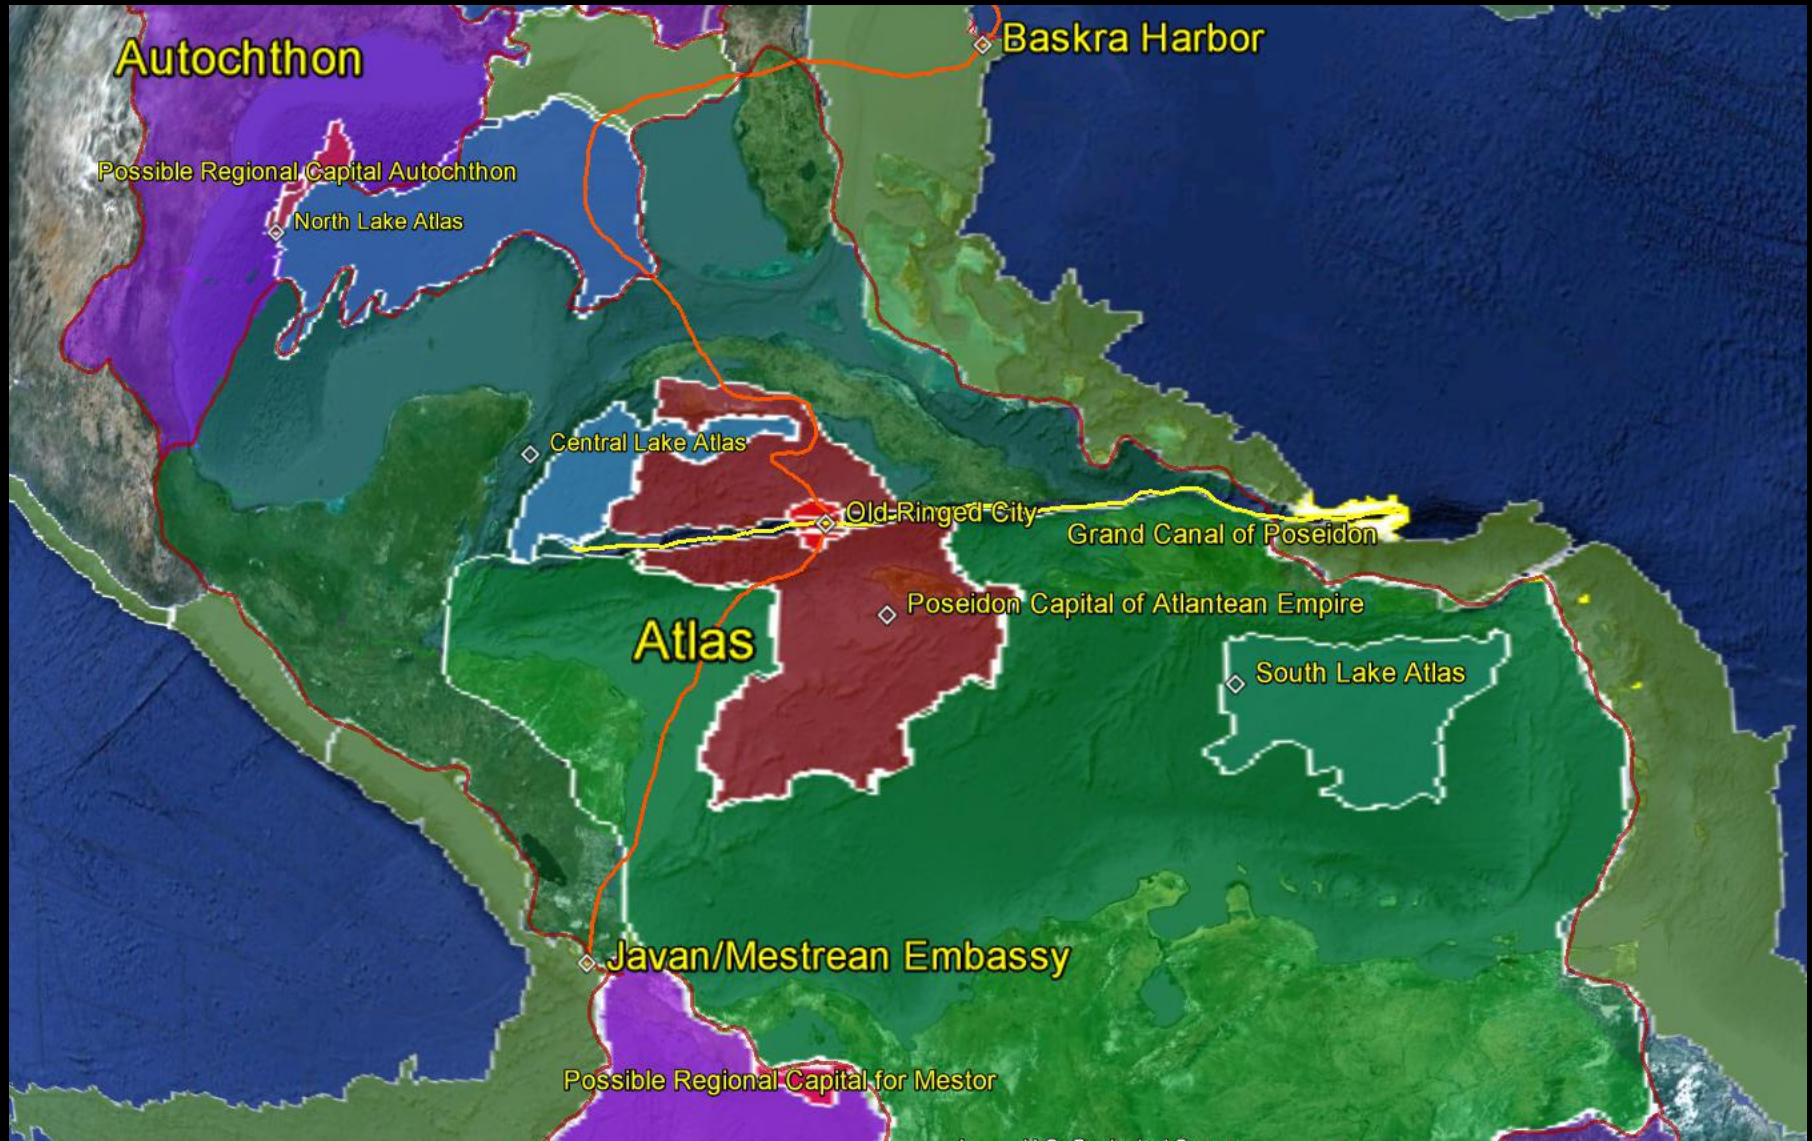 Baskra Harbor
Autochthon
Possible Regional Capital Autochthon
North Lake Atlas
Central Lake Atlas
Old Ringed City
Grand Canal of Poseidon
Poseidon Capital of Atlantean Empire
Atlas
South Lake Atlas
Javan/Mestrean Embassy
Possible Regional Capital for Mestor